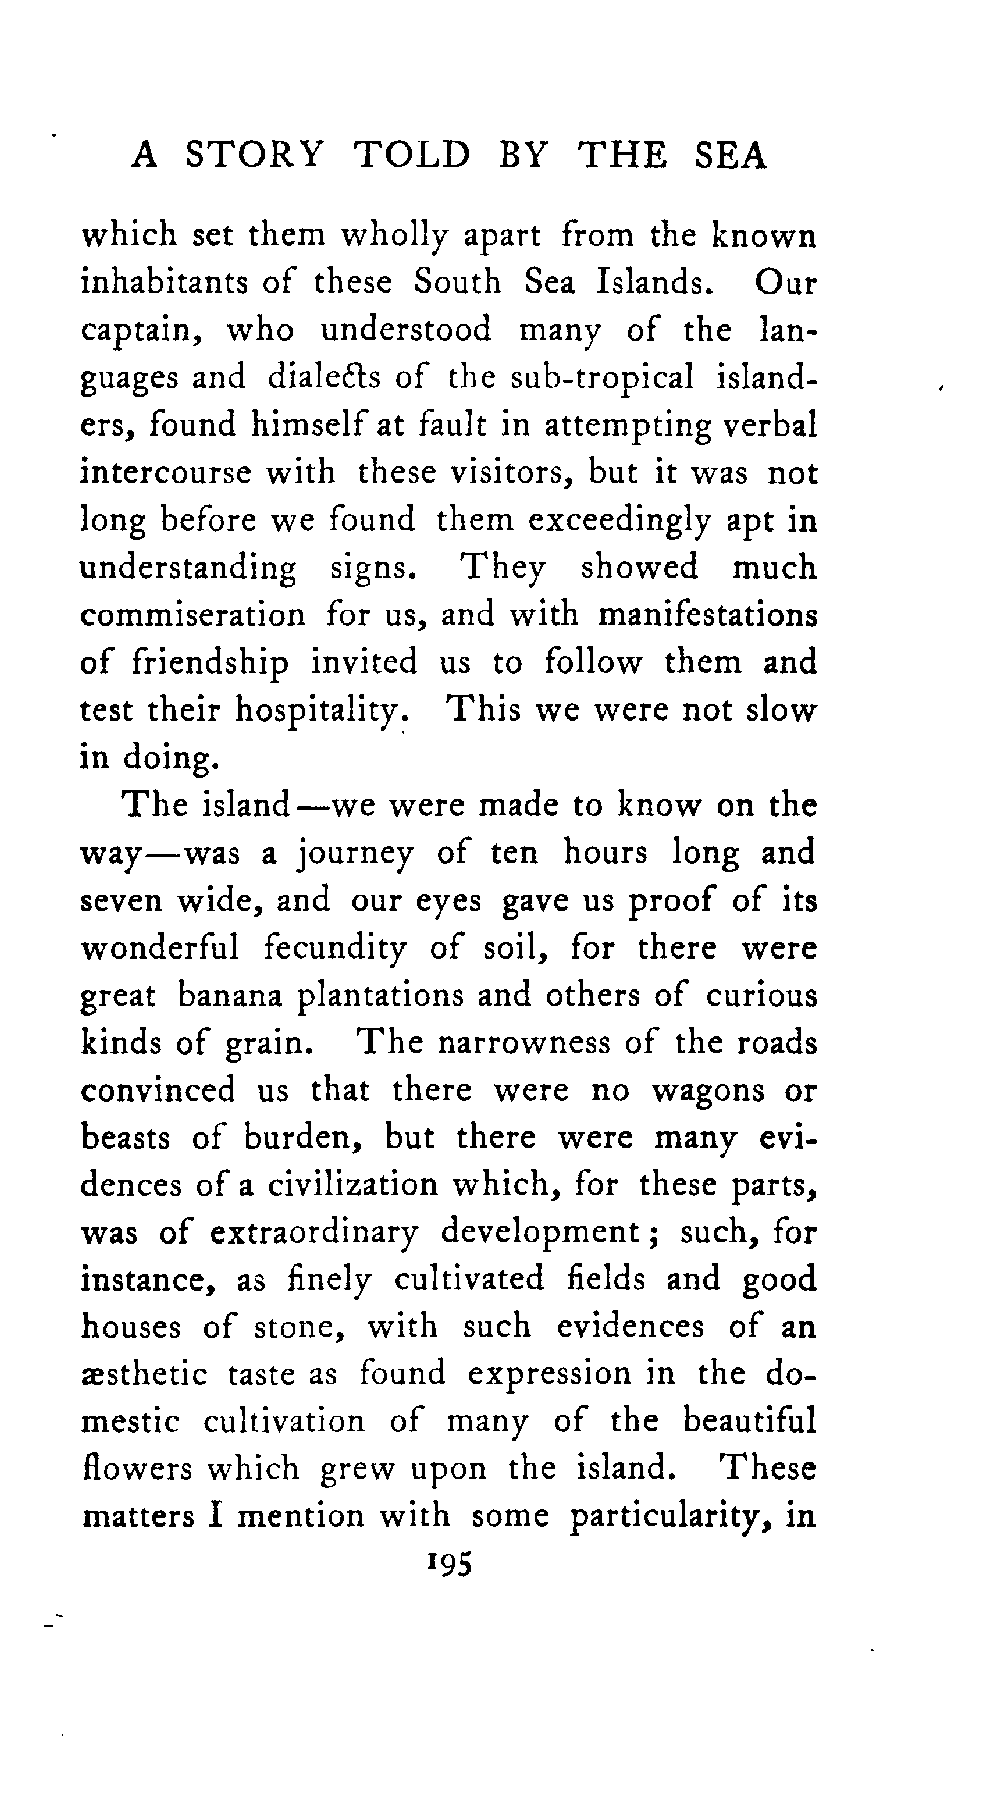 A STORY TOLD BY THE SEA
which set them wholly apart from the known
inhabitants of these South Sea Islands. Our
captain, who understood many of the lan-
guages and dialects of the sub-tropical island-
ers, found himself at fault in attempting verbal
intercourse with these visitors, but it was not
long before we found them exceedingly apt in
understanding signs. They showed much
commiseration for us, and with manifestations
of friendship invited us to follow them and
test their hospitality. This we were not slow
in doing.
The island—we were made to know on the
way—was a journey of ten hours long and
seven wide, and our eyes gave us proof of its
wonderful fecundity of soil, for there were
great banana plantations and others of curious
kinds of grain. The narrowness of the roads
convinced us that there were no wagons or
beasts of burden, but there were many evi-
dences of a civilization which, for these parts,
was of extraordinary development; such, for
instance, as finely cultivated fields and good
houses of stone, with such evidences of an
æsthetic taste as found expression in the do-
mestic cultivation of many of the beautiful
flowers which grew upon the island. These
matters I mention with some particularity, in
195